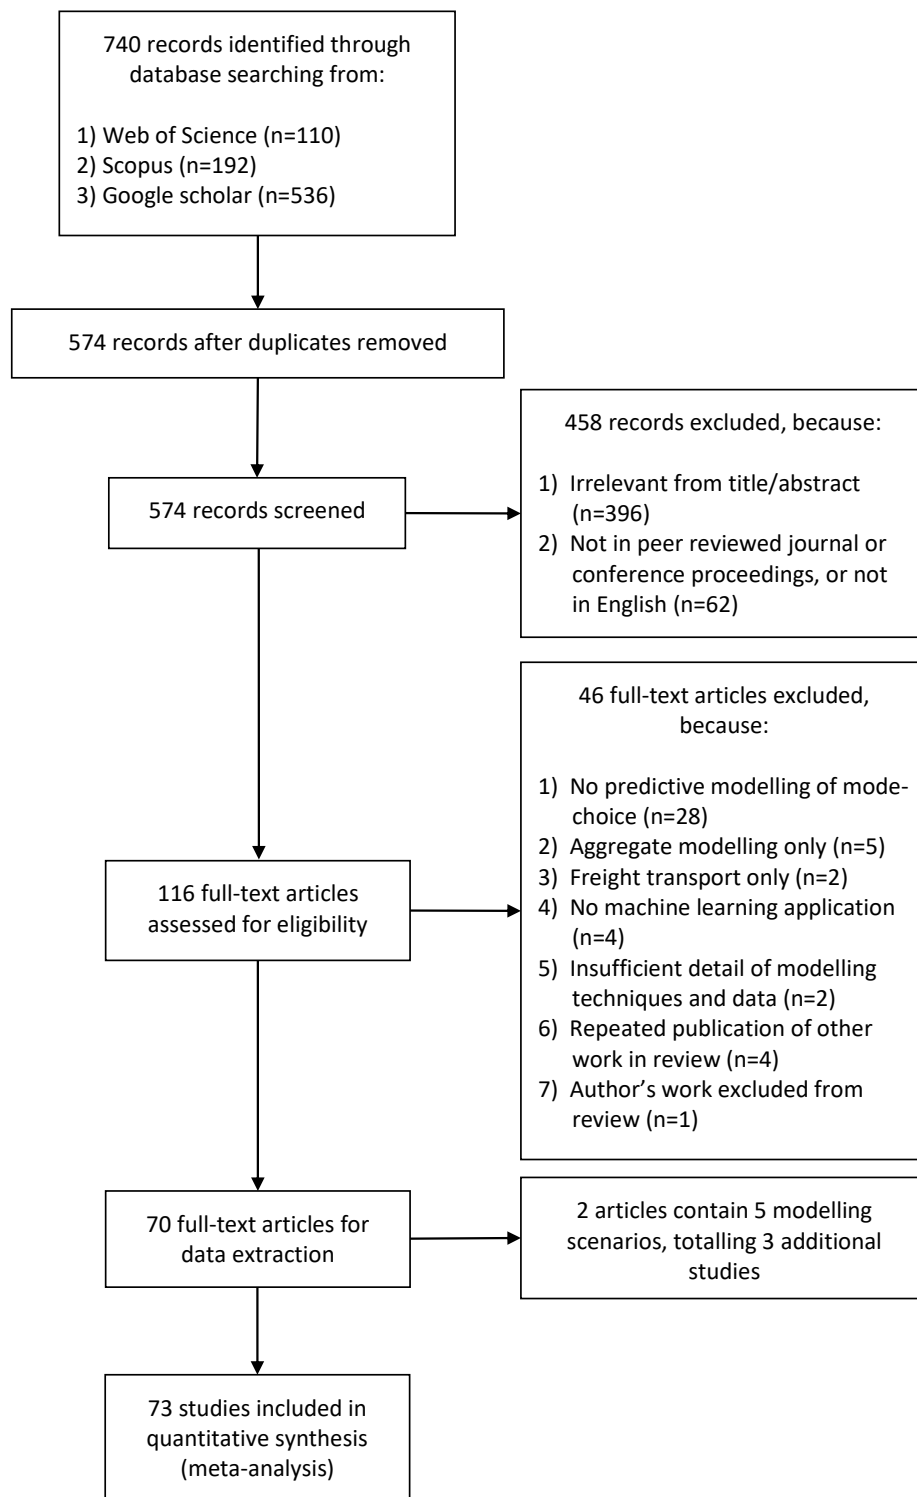 740 records identified through
database searching from:
1) Web of Science (n=110)
2) Scopus (n=192)
3) Google scholar (n=536)
574 records after duplicates removed
574 records screened
458 records excluded, because:
1) Irrelevant from title/abstract
(n=396)
2) Not in peer reviewed journal or
conference proceedings, or not
in English (n=62)
116 full-text articles
assessed for eligibility
46 full-text articles excluded,
because:
1) No predictive modelling of mode-
choice (n=28)
2) Aggregate modelling only (n=5)
3) Freight transport only (n=2)
4) No machine learning application
(n=4)
5) Insufficient detail of modelling
techniques and data (n=2)
6) Repeated publication of other
work in review (n=4)
7) Author’s work excluded from
review (n=1)
70 full-text articles for
data extraction
2 articles contain 5 modelling
scenarios, totalling 3 additional
studies
73 studies included in
quantitative synthesis
(meta-analysis)